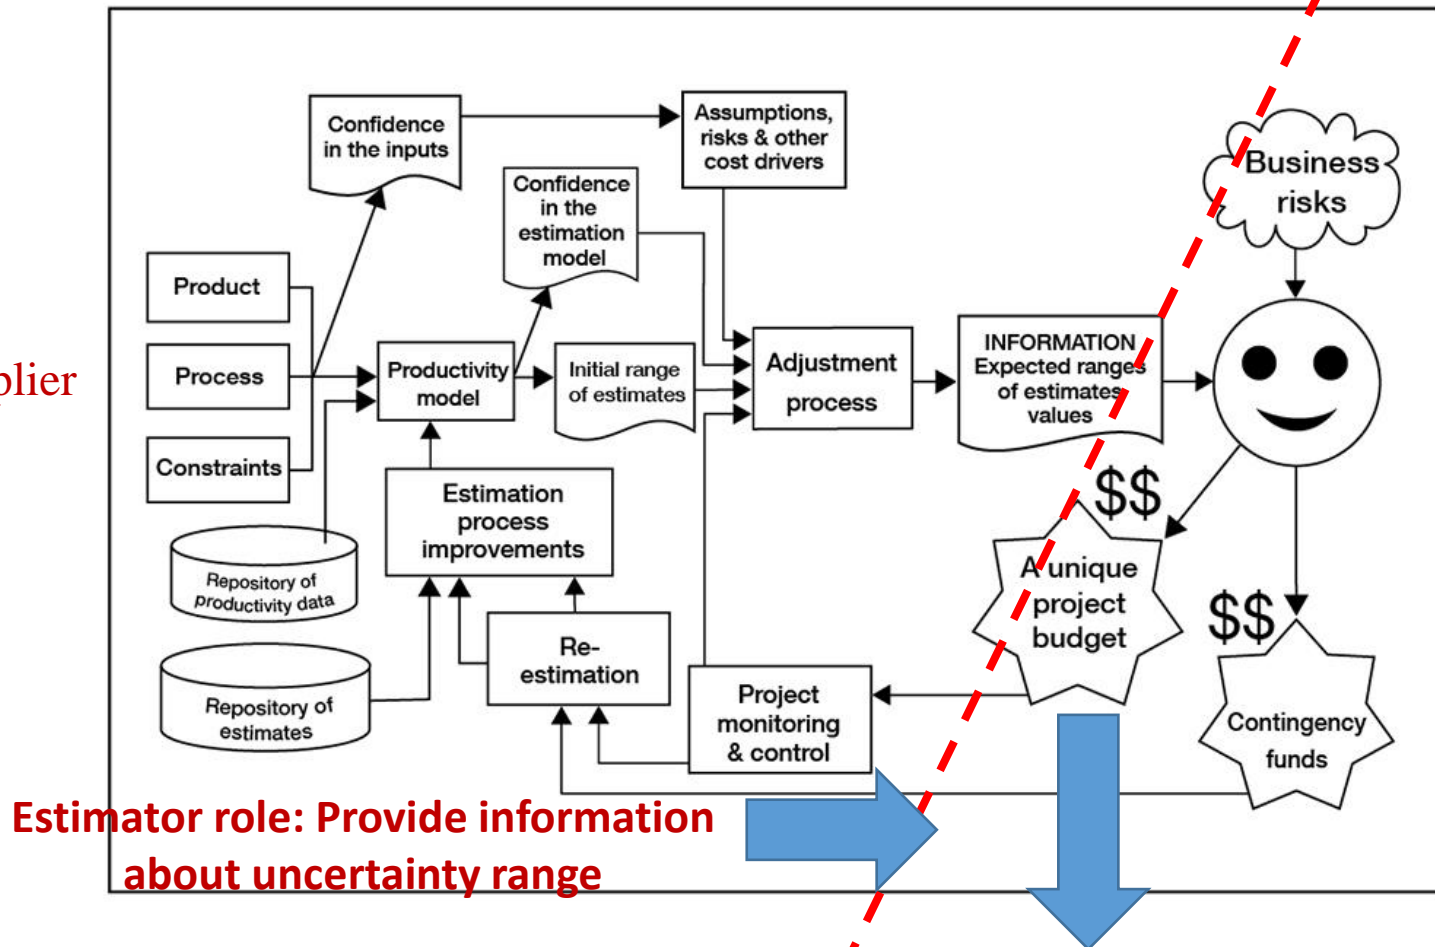 Confidence
in the inputs
Assumptions,
risks & other
cost drivers
Business
risks
Confidence
in the
estimation
model
Product
Process
Constraints
plier
Productivity
model
Initial range
of estimates
Adjustment
process
INFORMATION
Expected ranges
of estimates
values
Estimation
process
improvements
$$
A unique
project
budget
$$
Contingency
funds
Repository of
productivity data
Repository of
estimates
Re-
estimation
Project
monitoring
& control
Estimator role: Provide information
about uncertainty range